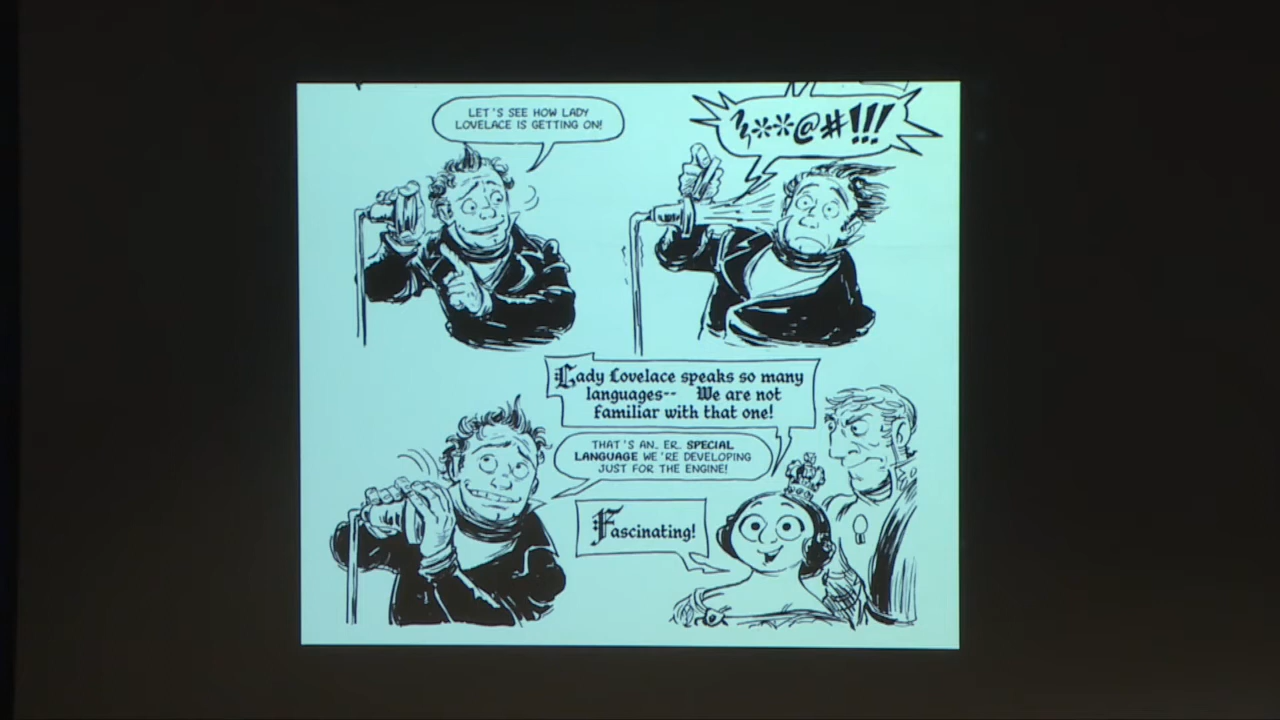 LET'S SEE HOW LADY
LOVELACE IS GETTING ON!
**@#!!!
Lady Lovelace speaks so many
languages-- We are not
familiar with that one!
THAT'S AN.. ER.. SPECIAL
LANGUAGE WE'RE DEVELOPING
JUST FOR THE ENGINE!
Fascinating!